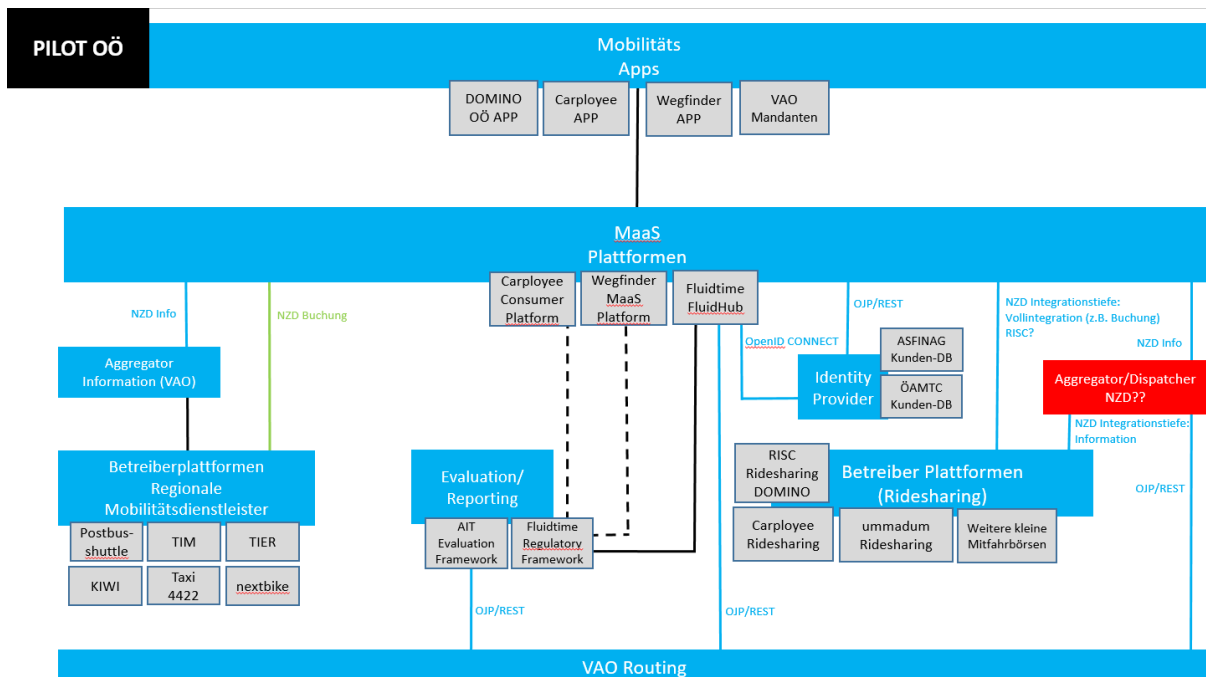 PILOT OÖ
Mobilitäts
Apps
DOMINO
OÖ APP
Carployee
APP
Wegfinder
APP
VAO
Mandanten
MaaS
Plattformen
Carployee
Consumer
Platform
Wegfinder
MaaS
Platform
Fluidtime
FluidHub
NZD Info
NZD Buchung
OJP/REST
NZD Integrationstiefe:
Vollintegration (z.B. Buchung)
RISC?
NZD Info
OpenID CONNECT
Aggregator
Information (VAO)
Identity
Provider
ASFINAG
Kunden-DB
ÖAMTC
Kunden-DB
Aggregator/Dispatcher
NZD??
NZD Integrationstiefe:
Information
Betreiberplattformen
Regionale
Mobilitätsdienstleister
Postbus-
shuttle
TIM
TIER
KIWI
Taxi
4422
nextbike
Evaluation/
Reporting
AIT
Evaluation
Framework
Fluidtime
Regulatory
Framework
RISC
Ridesharing
DOMINO
Betreiber Plattformen
(Ridesharing)
Carployee
Ridesharing
ummadum
Ridesharing
Weitere kleine
Mitfahrbörsen
OJP/REST
OJP/REST
OJP/REST
VAO Routing